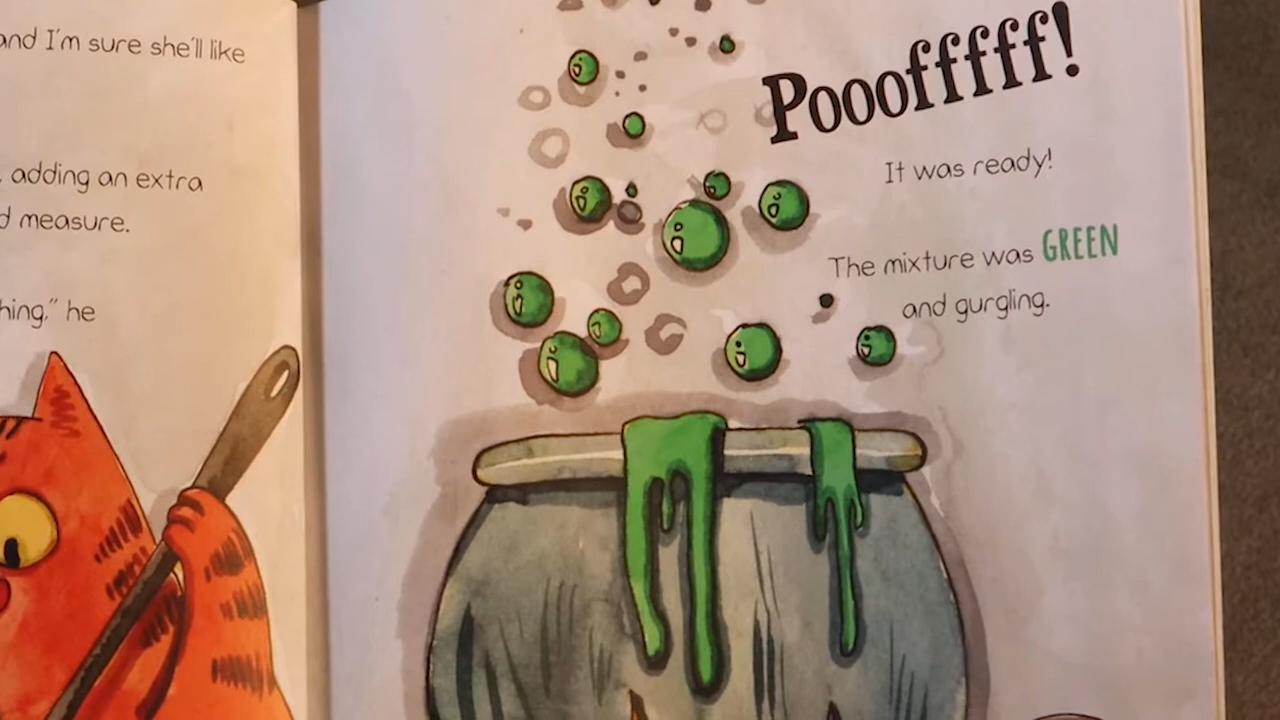 and I'm sure she'll like
, adding an extra
d measure.
hing," he
Poooffffff!
It was ready!
The mixture was GREEN
and gurgling.